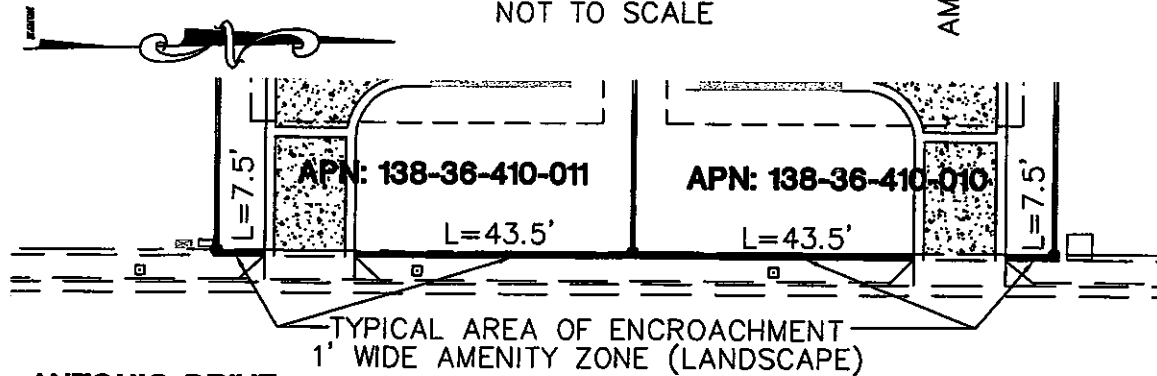 NOT TO SCALE
AM
L=7.5'
APN: 138-36-410-011
APN: 138-36-410-010
L=7.5'
L=43.5'
L=43.5'
TYPICAL AREA OF ENCROACHMENT
1' WIDE AMENITY ZONE (LANDSCAPE)